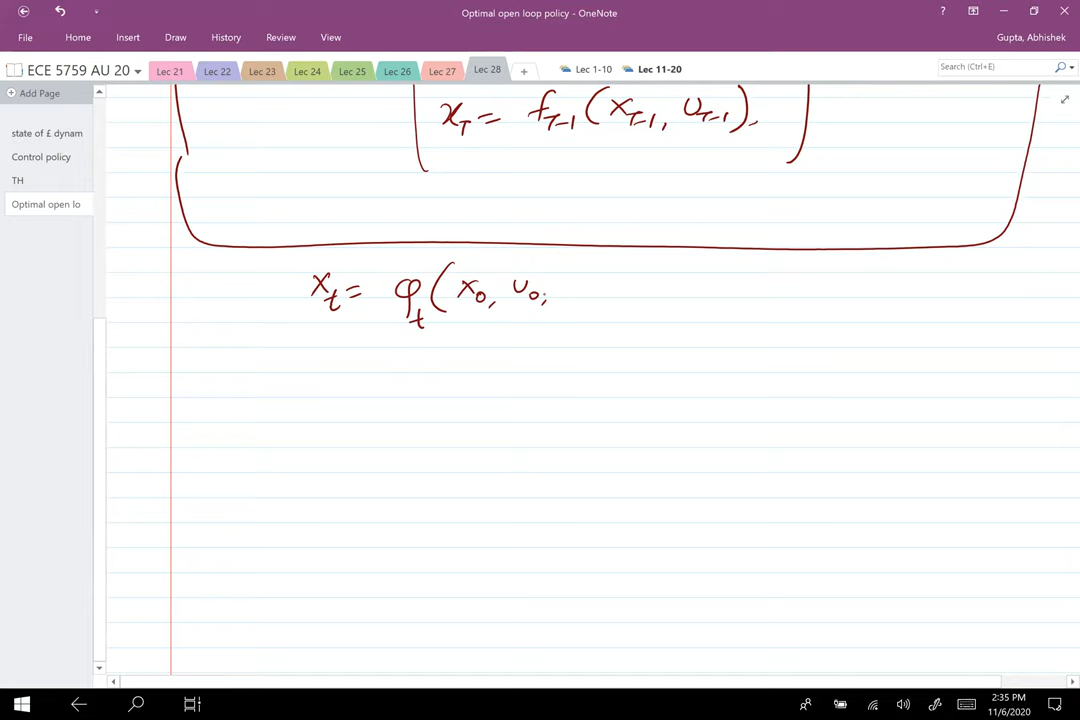 Optimal open loop policy - OneNote
?
File Home Insert Draw History Review View
Gupta, Abhishek
ECE 5759 AU 20
Lec 21 Lec 22 Lec 23 Lec 24 Lec 25 Lec 26 Lec 27 Lec 28 + Lec 1-10 Lec 11-20
Search (Ctrl+E)
Add Page
state of £ dynam
Control policy
TH
Optimal open lo
x_T = f_{T-1}(x_{T-1}, u_{T-1}).
x_t = φ_t(x_0, u_0,
2:35 PM
11/6/2020